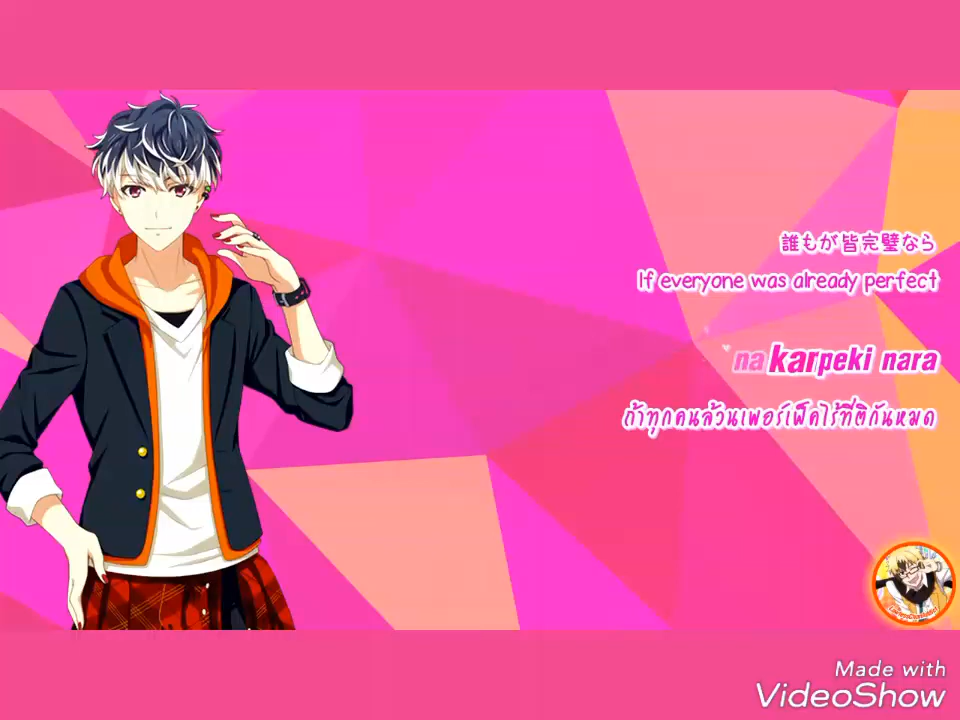 誰もが皆完璧なら
If everyone was already perfect
na karpeki nara
ถ้าทุกคนล้วนเพอร์เฟ็คไร้ที่ติกันหมด
Made with
VideoShow